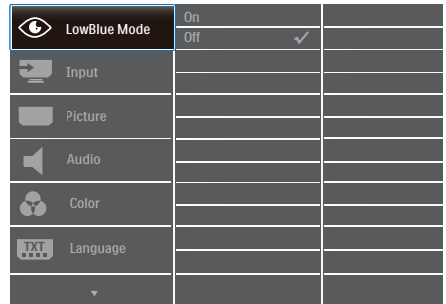 LowBlue Mode
On
Off
Input
Picture
Audio
Color
TXT
Language